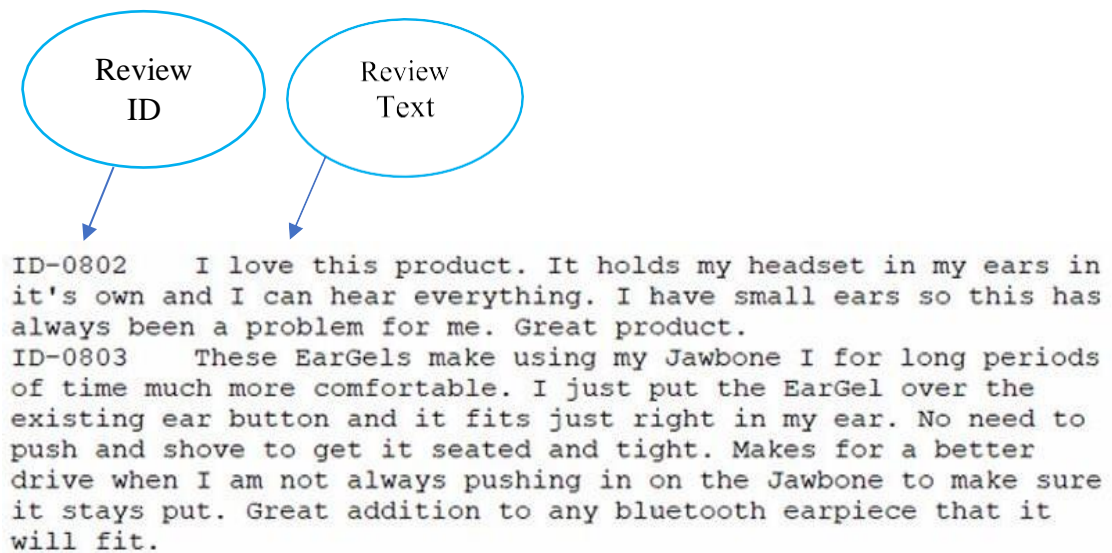 Review
ID
Review
Text
ID-0802    I love this product. It holds my headset in my ears in
it's own and I can hear everything. I have small ears so this has
always been a problem for me. Great product.
ID-0803    These EarGels make using my Jawbone I for long periods
of time much more comfortable. I just put the EarGel over the
existing ear button and it fits just right in my ear. No need to
push and shove to get it seated and tight. Makes for a better
drive when I am not always pushing in on the Jawbone to make sure
it stays put. Great addition to any bluetooth earpiece that it
will fit.